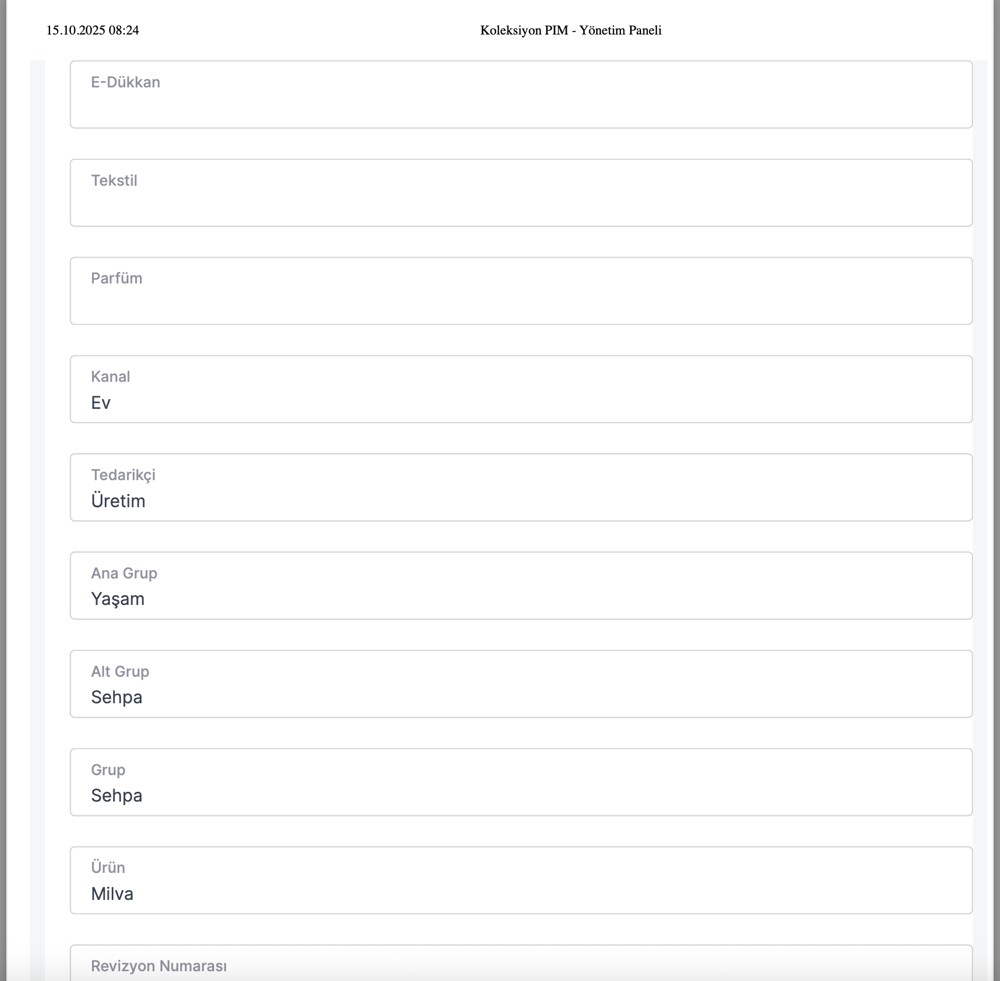 15.10.2025 08:24
Koleksiyon PIM - Yönetim Paneli
E-Dükkan
Tekstil
Parfüm
Kanal
Ev
Tedarikçi
Üretim
Ana Grup
Yaşam
Alt Grup
Sehpa
Grup
Sehpa
Ürün
Milva
Revizyon Numarası